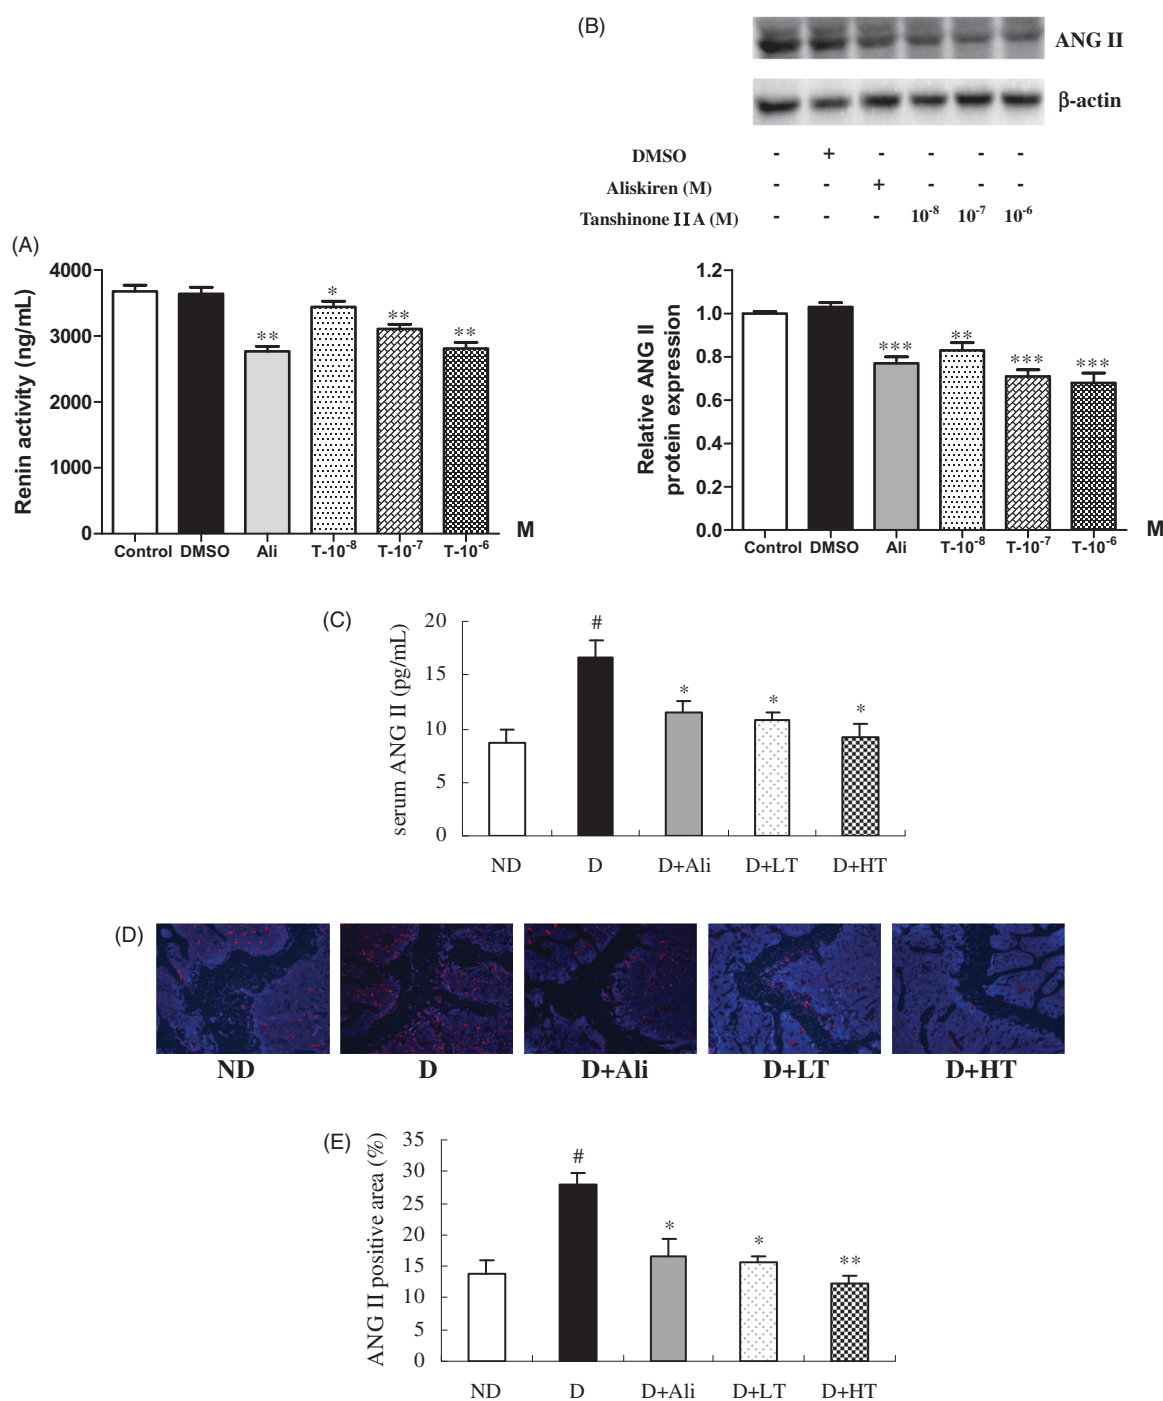 (B)
ANG II
β-actin
DMSO - + - - - -
Aliskiren (M) - - + - - -
Tanshinone IIA (M) - - - 10⁻⁸ 10⁻⁷ 10⁻⁶
(A)
Renin activity (ng/mL)
4000
3000
2000
1000
0
** * ** **
Control DMSO Ali T-10⁻⁸ T-10⁻⁷ T-10⁻⁶
M
Relative ANG II
protein expression
1.2
1.0
0.8
0.6
0.4
0.2
0.0
*** ** *** ***
Control DMSO Ali T-10⁻⁸ T-10⁻⁷ T-10⁻⁶
M
(C)
serum ANG II (pg/mL)
20
15
10
5
0
# * * *
ND D D+Ali D+LT D+HT
(D)
ND D D+Ali D+LT D+HT
(E)
ANG II positive area (%)
35
30
25
20
15
10
5
0
# * * **
ND D D+Ali D+LT D+HT